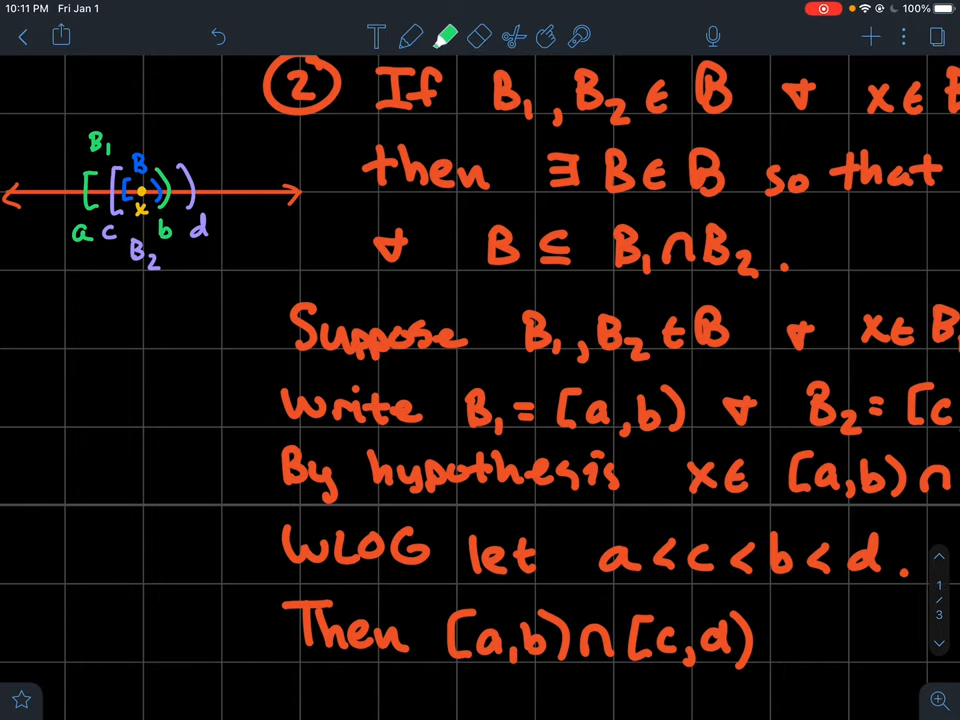 10:11 PM Fri Jan 1
100%
② If B₁, B₂ ∈ 𝔹 ∀ x ∈ B
then ∃ B ∈ 𝔹 so that
∀ B ⊆ B₁ ∩ B₂.
B₁
B
[ [ [ x ) ) )
a c b d
B₂
Suppose B₁, B₂ ∈ 𝔹 ∀ x ∈ B₁
Write B₁ = [a, b) ∀ B₂ = [c
By hypothesis x ∈ [a, b) ∩
WLOG let a < c < b < d.
Then [a, b) ∩ [c, d)
1
/
3